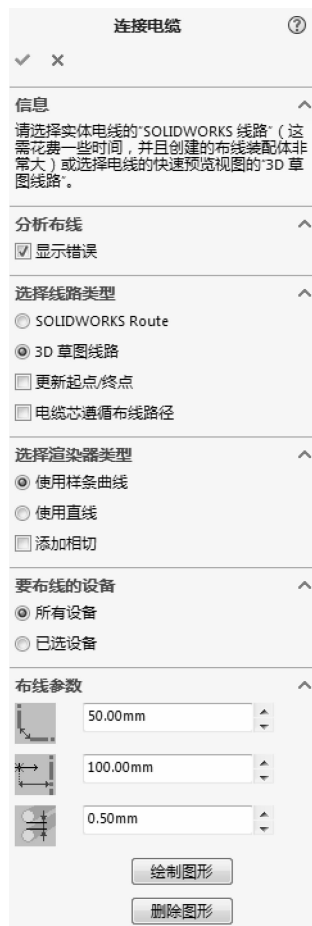 连接电缆
信息
请选择实体电线的“SOLIDWORKS 线路”（这
需花费一些时间，并且创建的布线装配体非
常大）或选择电线的快速预览视图的“3D 草
图线路”。
分析布线
显示错误
选择线路类型
SOLIDWORKS Route
3D 草图线路
更新起点/终点
电缆芯遵循布线路径
选择渲染器类型
使用样条曲线
使用直线
添加相切
要布线的设备
所有设备
已选设备
布线参数
50.00mm
100.00mm
0.50mm
绘制图形
删除图形